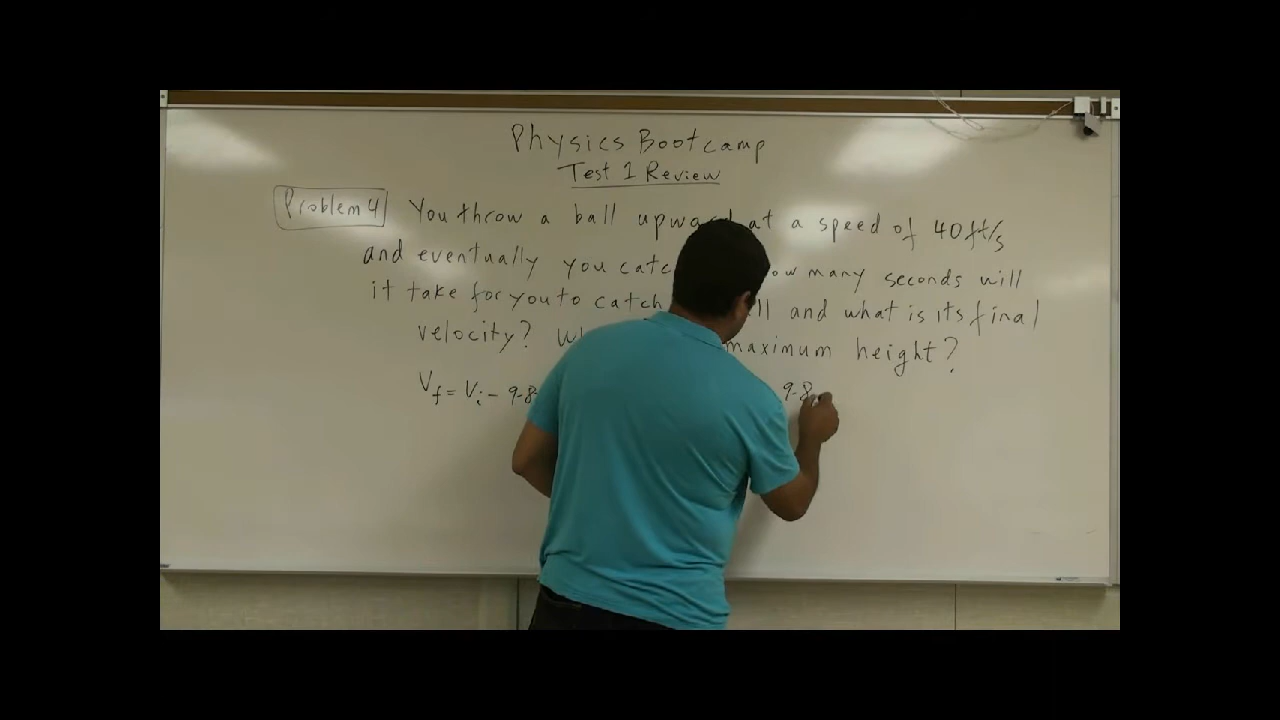 Physics Bootcamp
Test 1 Review
Problem 4 You throw a ball upward at a speed of 40ft/s
and eventually you catc how many seconds will
it take for you to catch ll and what is its final
velocity? maximum height?
Vf = Vi - 9.8 9.8